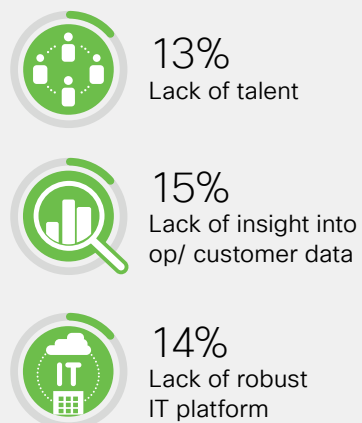 13%
Lack of talent
15%
Lack of insight into
op/ customer data
IT
14%
Lack of robust
IT platform